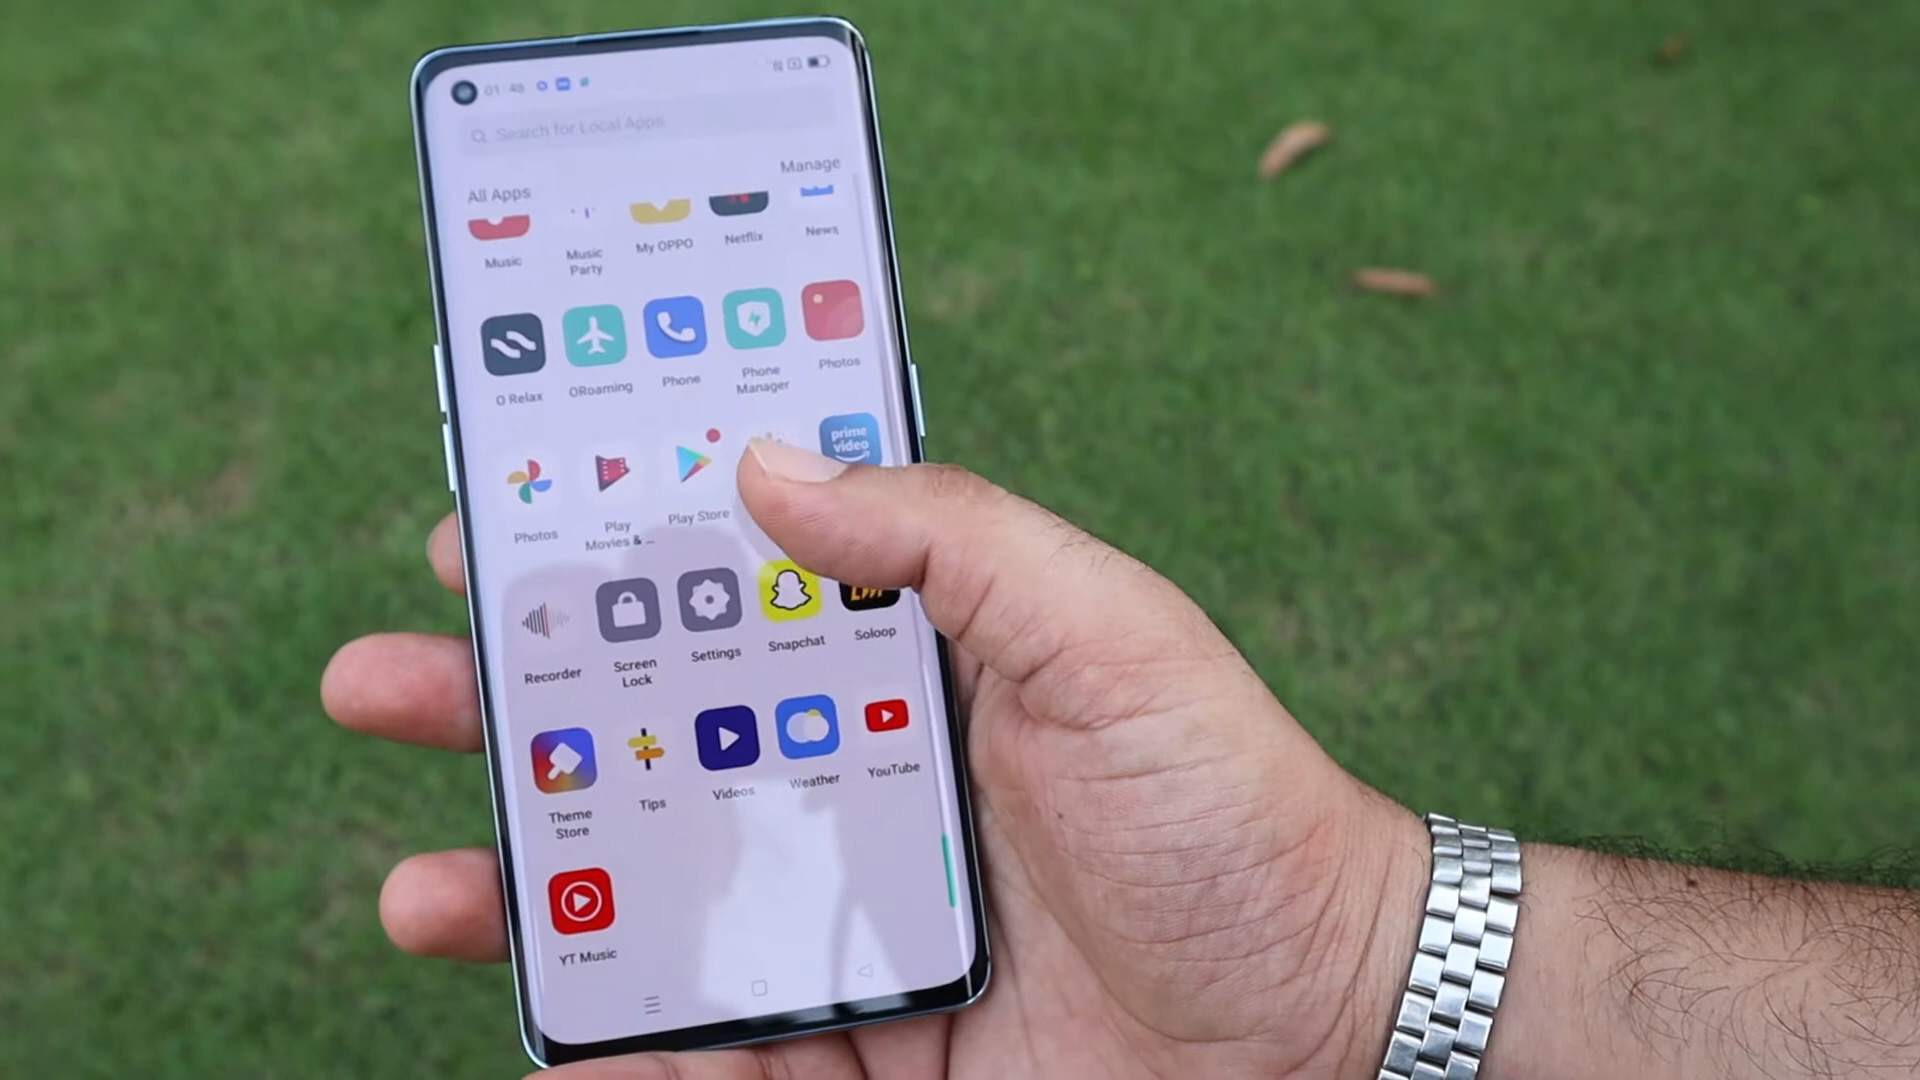 01:48
Search for Local Apps
Manage
All Apps
Music
Music
Party
My OPPO
Netflix
News
O Relax
ORoaming
Phone
Phone
Manager
Photos
prime
video
Photos
Play
Movies & ...
Play Store
Recorder
Screen
Lock
Settings
Snapchat
Soloop
Theme
Store
Tips
Videos
Weather
YouTube
YT Music